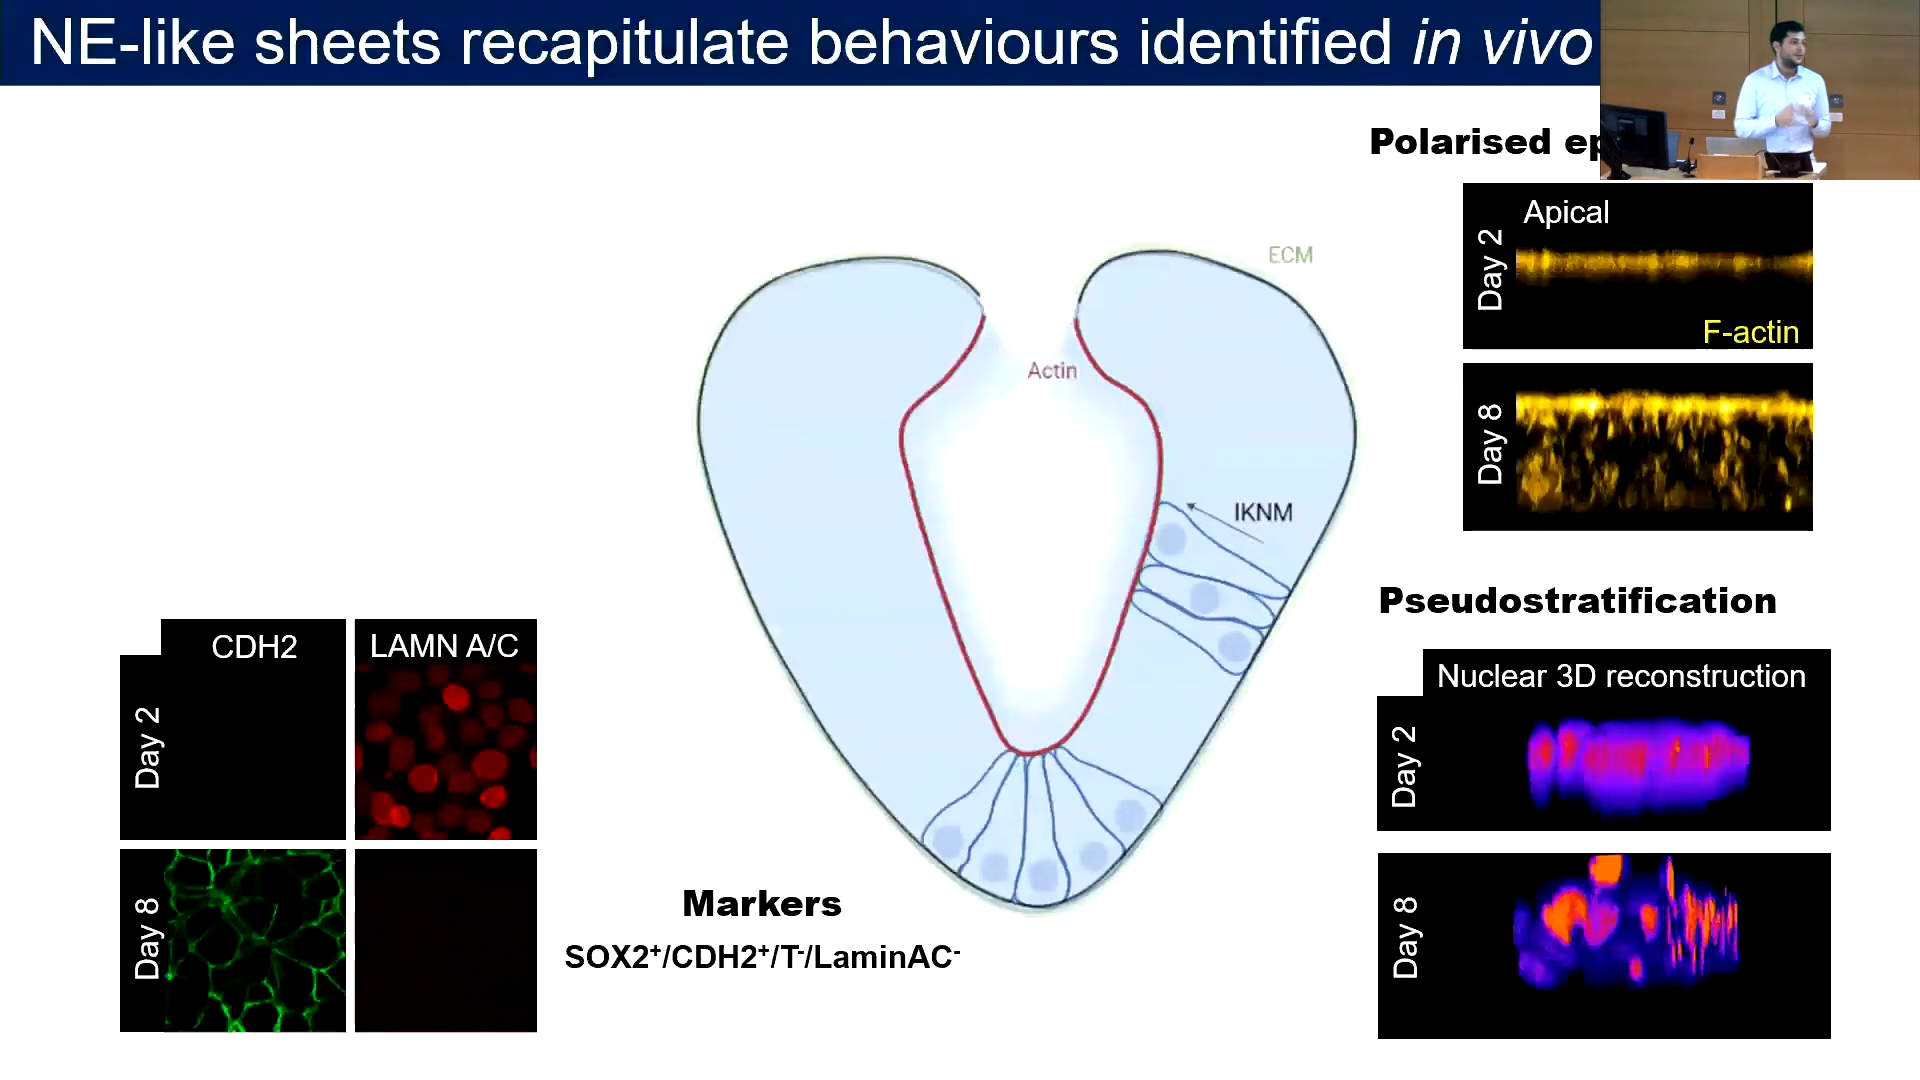 NE-like sheets recapitulate behaviours identified in vivo
Polarised ep
Apical
Day 2
F-actin
Day 8
ECM
Actin
IKNM
Pseudostratification
Nuclear 3D reconstruction
Day 2
Day 8
CDH2
LAMN A/C
Day 2
Day 8
Markers
SOX2⁺/CDH2⁺/T⁻/LaminAC⁻